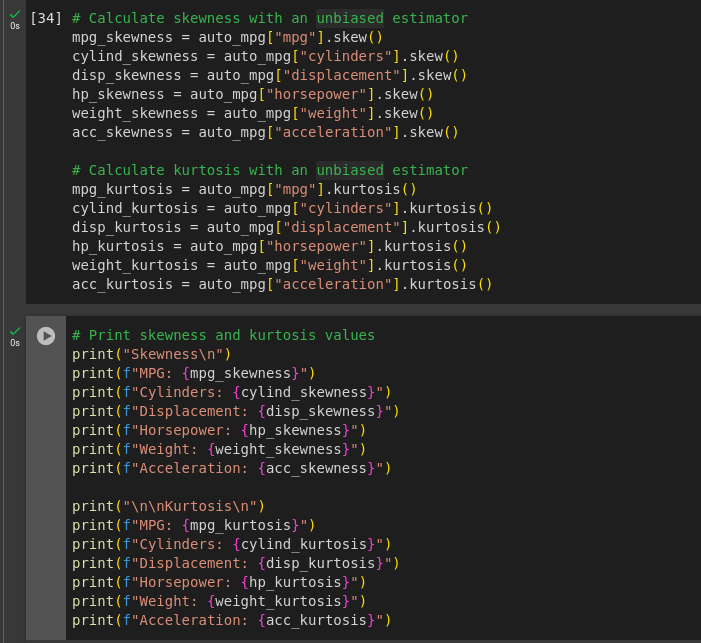 [34] # Calculate skewness with an unbiased estimator
mpg_skewness = auto_mpg["mpg"].skew()
cylind_skewness = auto_mpg["cylinders"].skew()
disp_skewness = auto_mpg["displacement"].skew()
hp_skewness = auto_mpg["horsepower"].skew()
weight_skewness = auto_mpg["weight"].skew()
acc_skewness = auto_mpg["acceleration"].skew()
0s
# Calculate kurtosis with an unbiased estimator
mpg_kurtosis = auto_mpg["mpg"].kurtosis()
cylind_kurtosis = auto_mpg["cylinders"].kurtosis()
disp_kurtosis = auto_mpg["displacement"].kurtosis()
hp_kurtosis = auto_mpg["horsepower"].kurtosis()
weight_kurtosis = auto_mpg["weight"].kurtosis()
acc_kurtosis = auto_mpg["acceleration"].kurtosis()
0s
# Print skewness and kurtosis values
print("Skewness\n")
print(f"MPG: {mpg_skewness}")
print(f"Cylinders: {cylind_skewness}")
print(f"Displacement: {disp_skewness}")
print(f"Horsepower: {hp_skewness}")
print(f"Weight: {weight_skewness}")
print(f"Acceleration: {acc_skewness}")
print("\n\nKurtosis\n")
print(f"MPG: {mpg_kurtosis}")
print(f"Cylinders: {cylind_kurtosis}")
print(f"Displacement: {disp_kurtosis}")
print(f"Horsepower: {hp_kurtosis}")
print(f"Weight: {weight_kurtosis}")
print(f"Acceleration: {acc_kurtosis}")